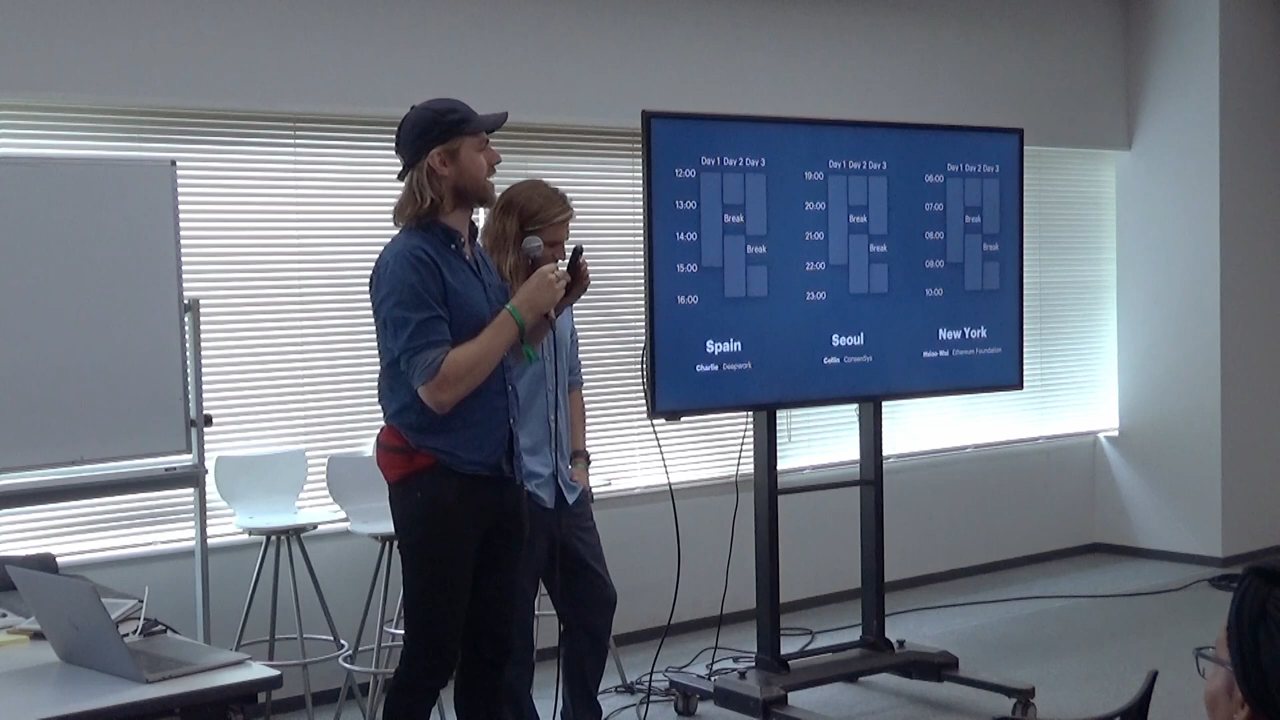 Day 1 Day 2 Day 3
12:00
13:00
14:00
15:00
16:00
Break
Break
Spain
Charlie Deepwork
Day 1 Day 2 Day 3
19:00
20:00
21:00
22:00
23:00
Break
Break
Seoul
Collin Consensys
Day 1 Day 2 Day 3
06:00
07:00
08:00
09:00
10:00
Break
Break
New York
Hsiao-Wei Ethereum Foundation